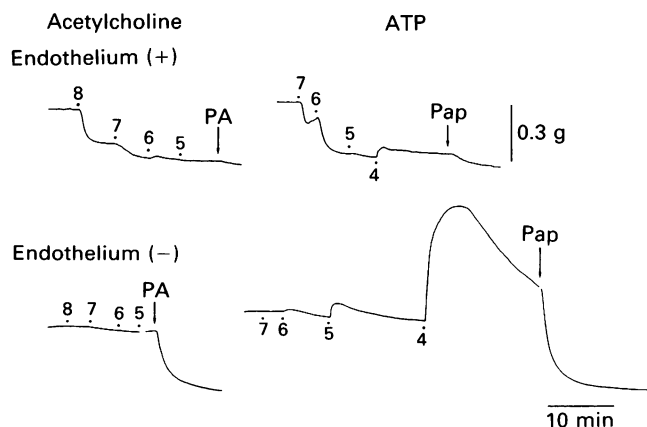 Acetylcholine
ATP
Endothelium (+)
8
7
6
5
PA
7
6
5
4
Pap
0.3 g
Endothelium (−)
8
7
6
5
PA
7
6
5
4
Pap
10 min